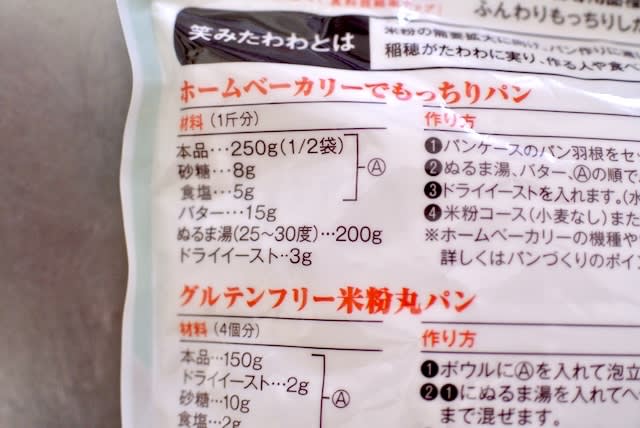 ふんわりもっちりし
笑みたわわとは
米粉の需要拡大に向け、パン作りに
稲穂がたわわに実り、作る人や食べ
ホームベーカリーでもっちりパン
材料（1斤分）
本品…250g（1/2袋）
砂糖…8g
食塩…5g
Ⓐ
バター…15g
ぬるま湯（25～30度）…200g
ドライイースト…3g
作り方
❶パンケースのパン羽根をセ
❷ぬるま湯、バター、Ⓐの順で
❸ドライイーストを入れます。（水
❹米粉コース（小麦なし）また
※ホームベーカリーの機種や
詳しくはパンづくりのポイ
グルテンフリー米粉丸パン
材料（4個分）
本品…150g
ドライイースト…2g
砂糖…10g
食塩…2g
Ⓐ
作り方
❶ボウルにⒶを入れて泡立
❷❶にぬるま湯を入れてヘ
まで混ぜます。